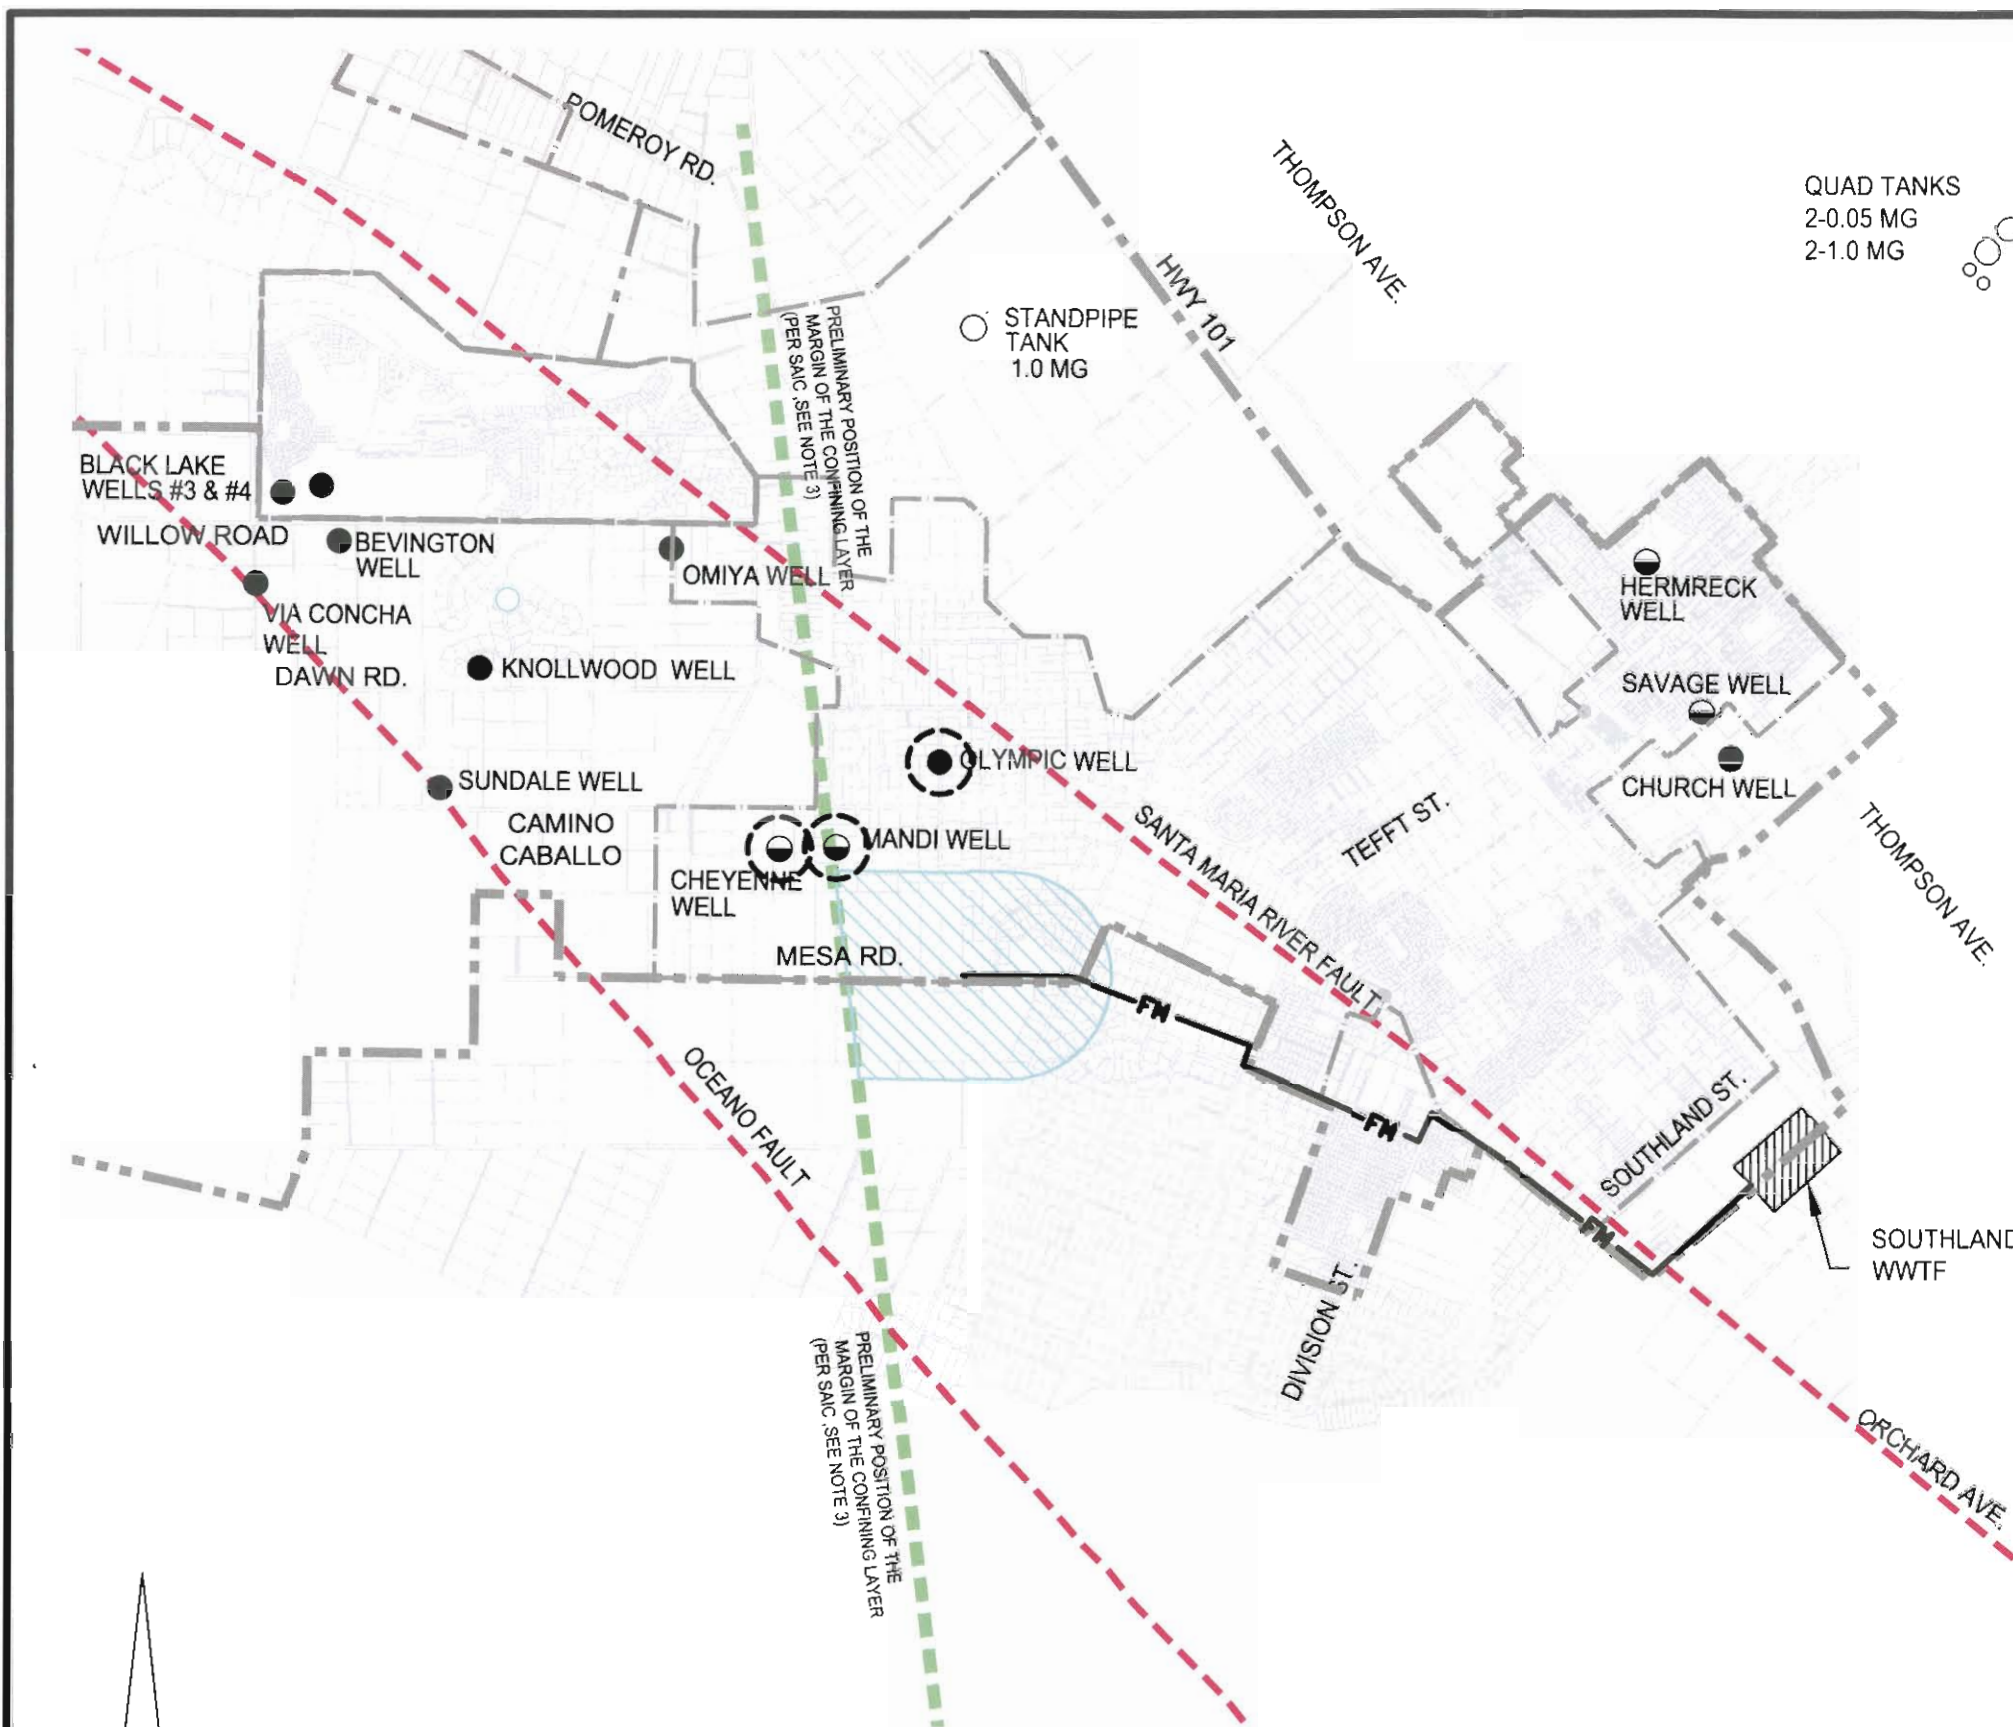 POMEROY RD.
THOMPSON AVE.
QUAD TANKS
2-0.05 MG
2-1.0 MG
HWY 101
STANDPIPE
TANK
1.0 MG
PRELIMINARY POSITION OF THE
MARGIN OF THE CONFINING LAYER
(PER SAIC ,SEE NOTE 3)
BLACK LAKE
WELLS #3 & #4
WILLOW ROAD
BEVINGTON
WELL
OMIYA WELL
HERMRECK
WELL
VIA CONCHA
WELL
DAWN RD.
KNOLLWOOD WELL
SAVAGE WELL
OLYMPIC WELL
SUNDALE WELL
CHURCH WELL
CAMINO
CABALLO
MANDI WELL
CHEYENNE
WELL
SANTA MARIA RIVER FAULT
TEFFT ST.
THOMPSON AVE.
MESA RD.
FM
OCEANO FAULT
FM
SOUTHLAND ST.
FM
SOUTHLAND
WWTF
DIVISION ST.
PRELIMINARY POSITION OF THE
MARGIN OF THE CONFINING LAYER
(PER SAIC ,SEE NOTE 3)
ORCHARD AVE.